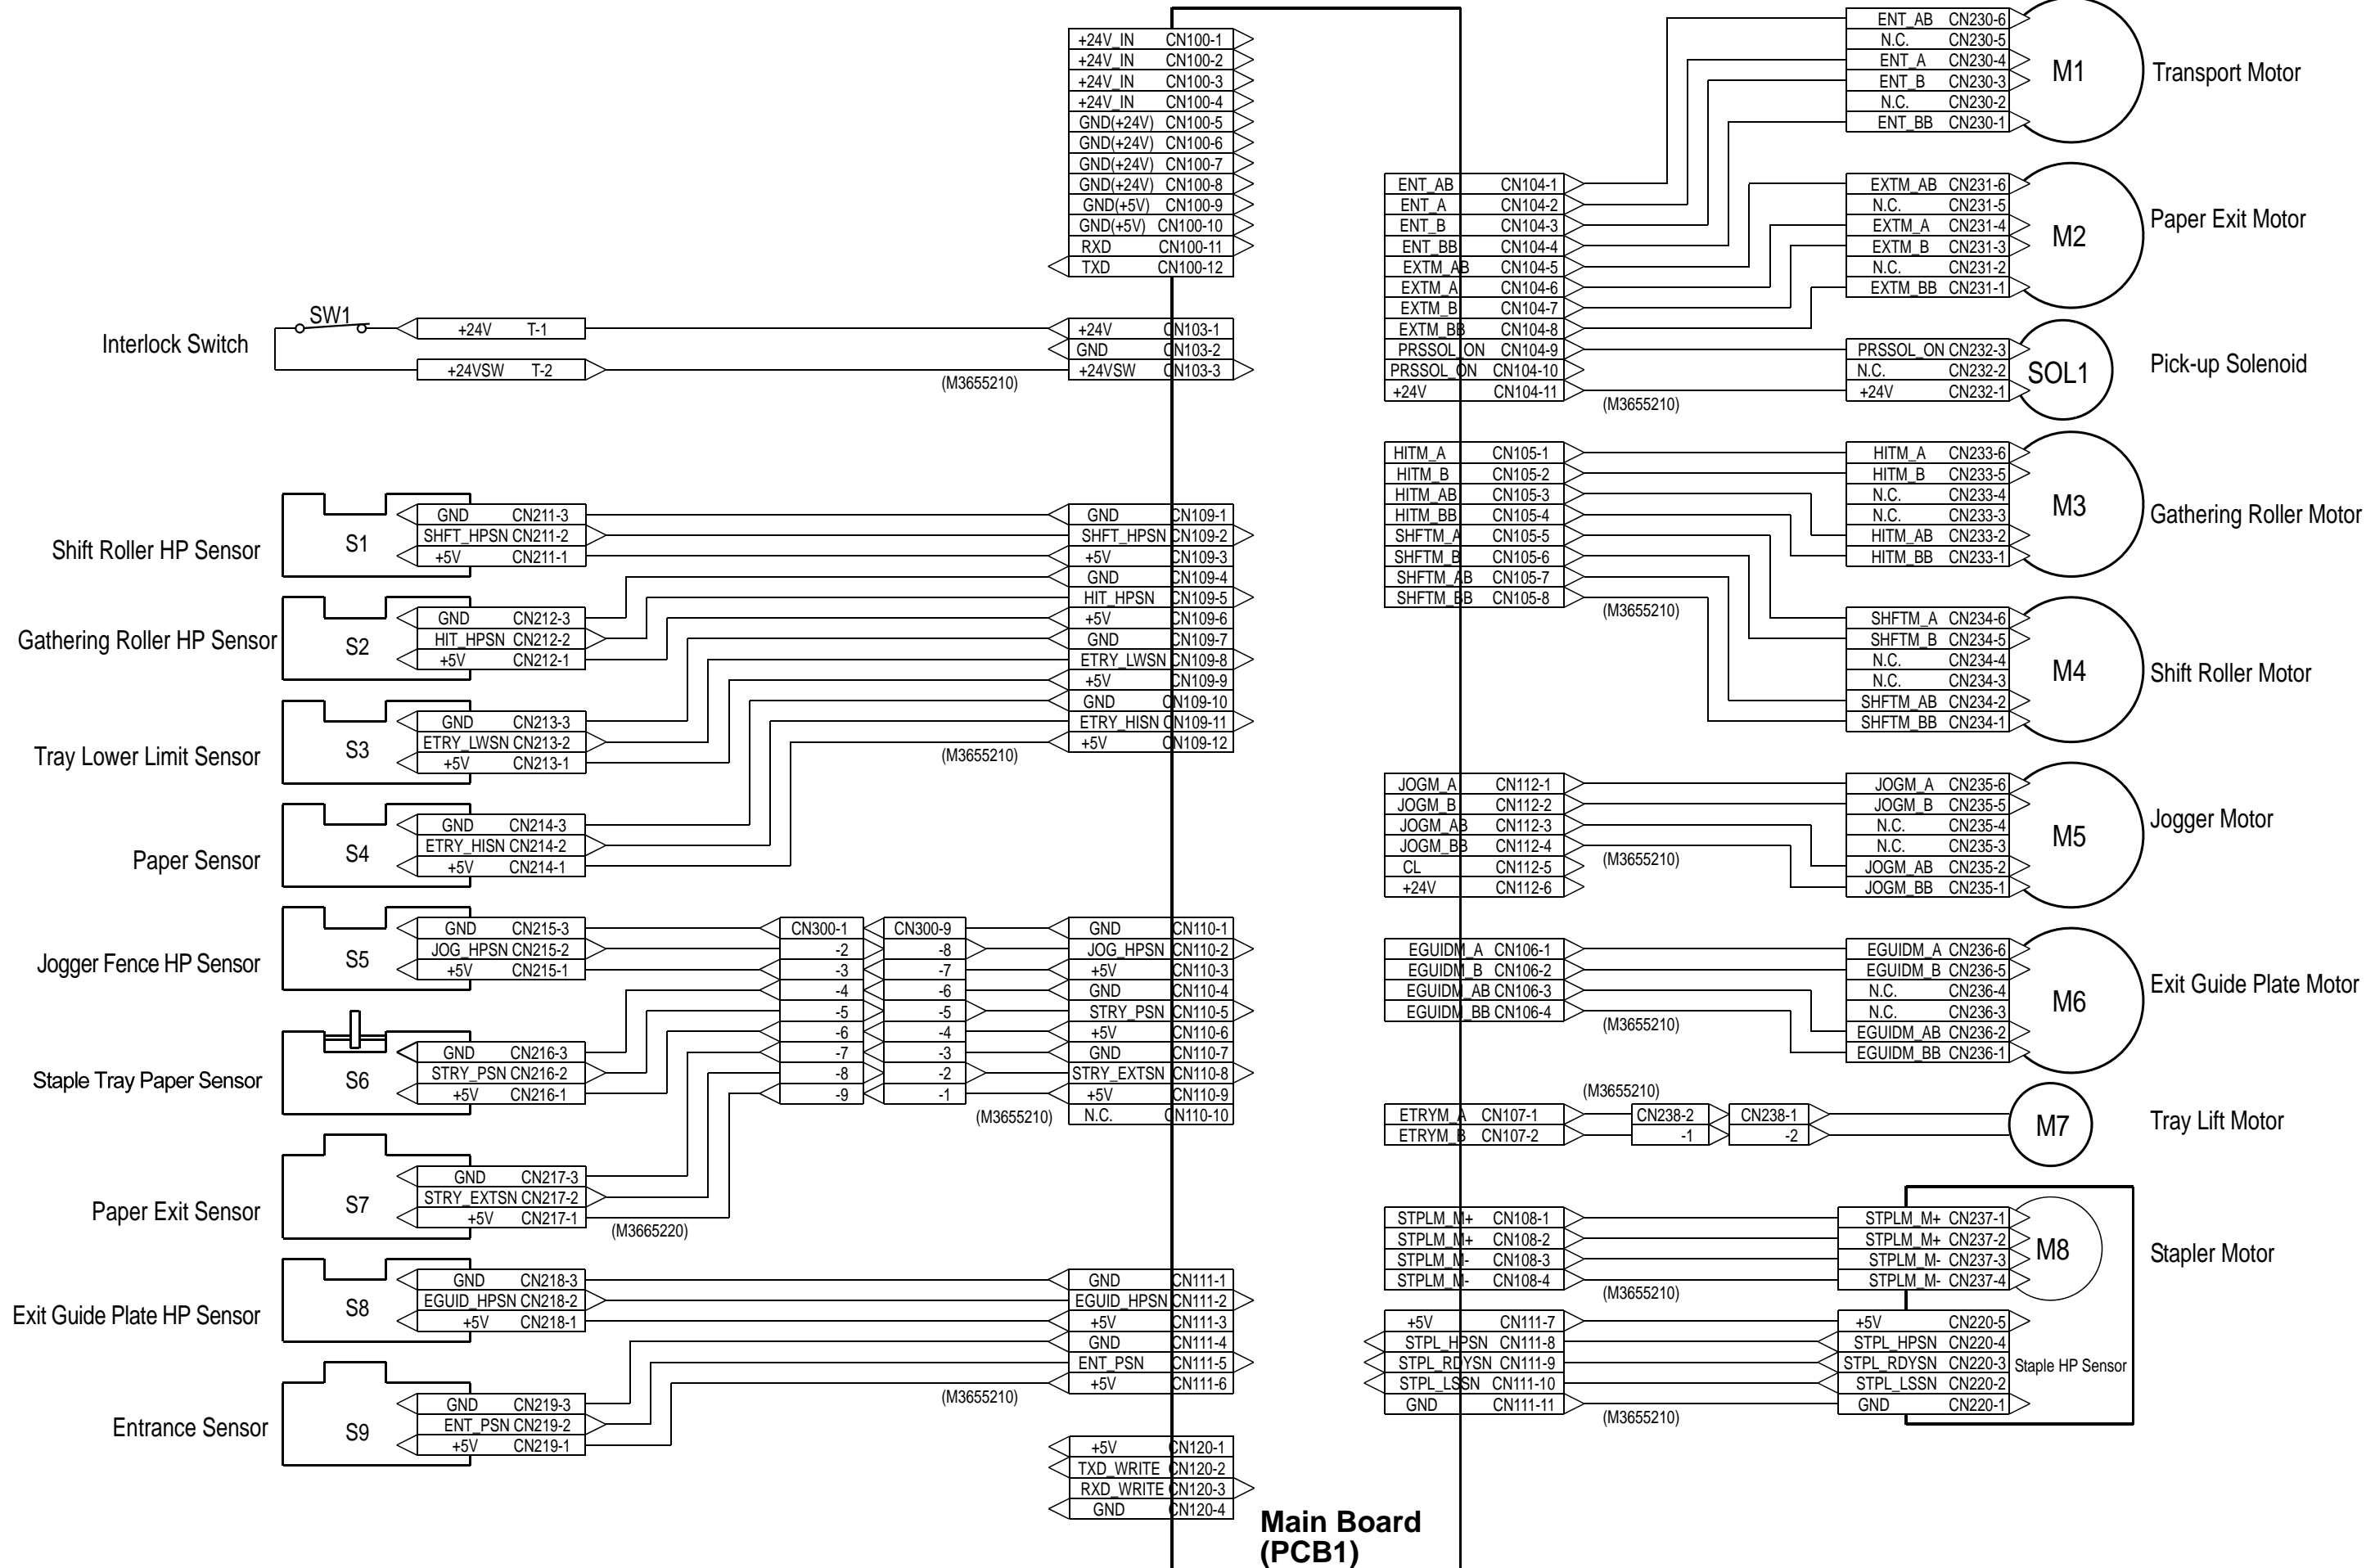 +24V_IN CN100-1
+24V_IN CN100-2
+24V_IN CN100-3
+24V_IN CN100-4
GND(+24V) CN100-5
GND(+24V) CN100-6
GND(+24V) CN100-7
GND(+24V) CN100-8
GND(+5V) CN100-9
GND(+5V) CN100-10
RXD CN100-11
TXD CN100-12
Interlock Switch
SW1
+24V T-1
+24VSW T-2
(M3655210)
+24V CN103-1
GND CN103-2
+24VSW CN103-3
Shift Roller HP Sensor
S1
GND CN211-3
SHFT_HPSN CN211-2
+5V CN211-1
Gathering Roller HP Sensor
S2
GND CN212-3
HIT_HPSN CN212-2
+5V CN212-1
Tray Lower Limit Sensor
S3
GND CN213-3
ETRY_LWSN CN213-2
+5V CN213-1
Paper Sensor
S4
GND CN214-3
ETRY_HISN CN214-2
+5V CN214-1
(M3655210)
GND CN109-1
SHFT_HPSN CN109-2
+5V CN109-3
GND CN109-4
HIT_HPSN CN109-5
+5V CN109-6
GND CN109-7
ETRY_LWSN CN109-8
+5V CN109-9
GND CN109-10
ETRY_HISN CN109-11
+5V CN109-12
Jogger Fence HP Sensor
S5
GND CN215-3
JOG_HPSN CN215-2
+5V CN215-1
Staple Tray Paper Sensor
S6
GND CN216-3
STRY_PSN CN216-2
+5V CN216-1
Paper Exit Sensor
S7
GND CN217-3
STRY_EXTSN CN217-2
+5V CN217-1
(M3665220)
CN300-1 CN300-9
-2 -8
-3 -7
-4 -6
-5 -5
-6 -4
-7 -3
-8 -2
-9 -1
(M3655210)
GND CN110-1
JOG_HPSN CN110-2
+5V CN110-3
GND CN110-4
STRY_PSN CN110-5
+5V CN110-6
GND CN110-7
STRY_EXTSN CN110-8
+5V CN110-9
N.C. CN110-10
Exit Guide Plate HP Sensor
S8
GND CN218-3
EGUID_HPSN CN218-2
+5V CN218-1
Entrance Sensor
S9
GND CN219-3
ENT_PSN CN219-2
+5V CN219-1
(M3655210)
GND CN111-1
EGUID_HPSN CN111-2
+5V CN111-3
GND CN111-4
ENT_PSN CN111-5
+5V CN111-6
+5V CN120-1
TXD_WRITE CN120-2
RXD_WRITE CN120-3
GND CN120-4
Main Board
(PCB1)
ENT_AB CN104-1
ENT_A CN104-2
ENT_B CN104-3
ENT_BB CN104-4
EXTM_AB CN104-5
EXTM_A CN104-6
EXTM_B CN104-7
EXTM_BB CN104-8
PRSSOL_ON CN104-9
PRSSOL_ON CN104-10
+24V CN104-11
(M3655210)
ENT_AB CN230-6
N.C. CN230-5
ENT_A CN230-4
ENT_B CN230-3
N.C. CN230-2
ENT_BB CN230-1
M1
Transport Motor
EXTM_AB CN231-6
N.C. CN231-5
EXTM_A CN231-4
EXTM_B CN231-3
N.C. CN231-2
EXTM_BB CN231-1
M2
Paper Exit Motor
PRSSOL_ON CN232-3
N.C. CN232-2
+24V CN232-1
SOL1
Pick-up Solenoid
HITM_A CN105-1
HITM_B CN105-2
HITM_AB CN105-3
HITM_BB CN105-4
SHFTM_A CN105-5
SHFTM_B CN105-6
SHFTM_AB CN105-7
SHFTM_BB CN105-8
(M3655210)
HITM_A CN233-6
HITM_B CN233-5
N.C. CN233-4
N.C. CN233-3
HITM_AB CN233-2
HITM_BB CN233-1
M3
Gathering Roller Motor
SHFTM_A CN234-6
SHFTM_B CN234-5
N.C. CN234-4
N.C. CN234-3
SHFTM_AB CN234-2
SHFTM_BB CN234-1
M4
Shift Roller Motor
JOGM_A CN112-1
JOGM_B CN112-2
JOGM_AB CN112-3
JOGM_BB CN112-4
CL CN112-5
+24V CN112-6
(M3655210)
JOGM_A CN235-6
JOGM_B CN235-5
N.C. CN235-4
N.C. CN235-3
JOGM_AB CN235-2
JOGM_BB CN235-1
M5
Jogger Motor
EGUIDM_A CN106-1
EGUIDM_B CN106-2
EGUIDM_AB CN106-3
EGUIDM_BB CN106-4
(M3655210)
EGUIDM_A CN236-6
EGUIDM_B CN236-5
N.C. CN236-4
N.C. CN236-3
EGUIDM_AB CN236-2
EGUIDM_BB CN236-1
M6
Exit Guide Plate Motor
(M3655210)
ETRYM_A CN107-1
ETRYM_B CN107-2
CN238-2 CN238-1
-1 -2
M7
Tray Lift Motor
STPLM_M+ CN108-1
STPLM_M+ CN108-2
STPLM_M- CN108-3
STPLM_M- CN108-4
(M3655210)
STPLM_M+ CN237-1
STPLM_M+ CN237-2
STPLM_M- CN237-3
STPLM_M- CN237-4
M8
Stapler Motor
+5V CN111-7
STPL_HPSN CN111-8
STPL_RDYSN CN111-9
STPL_LSSN CN111-10
GND CN111-11
(M3655210)
+5V CN220-5
STPL_HPSN CN220-4
STPL_RDYSN CN220-3
STPL_LSSN CN220-2
GND CN220-1
Staple HP Sensor